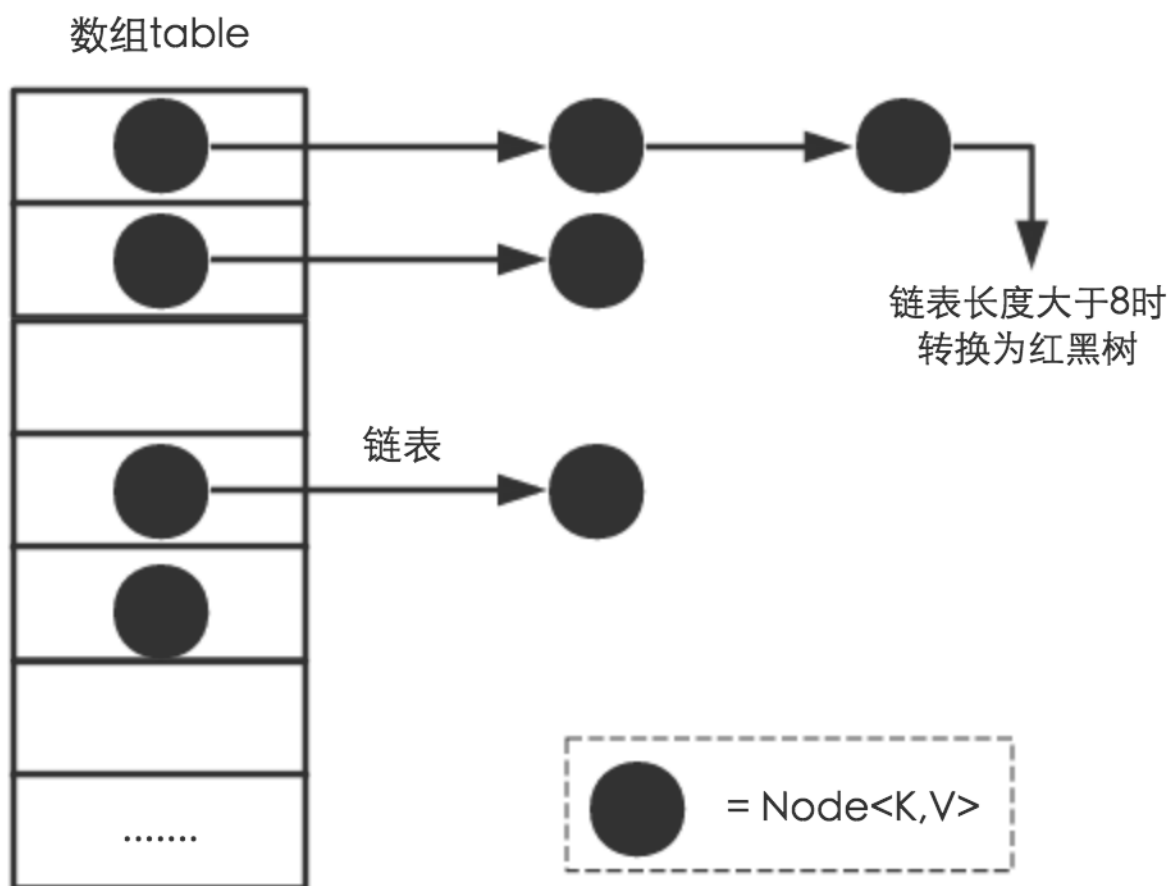 数组table
链表长度大于8时
转换为红黑树
链表
= Node<K,V>
.......